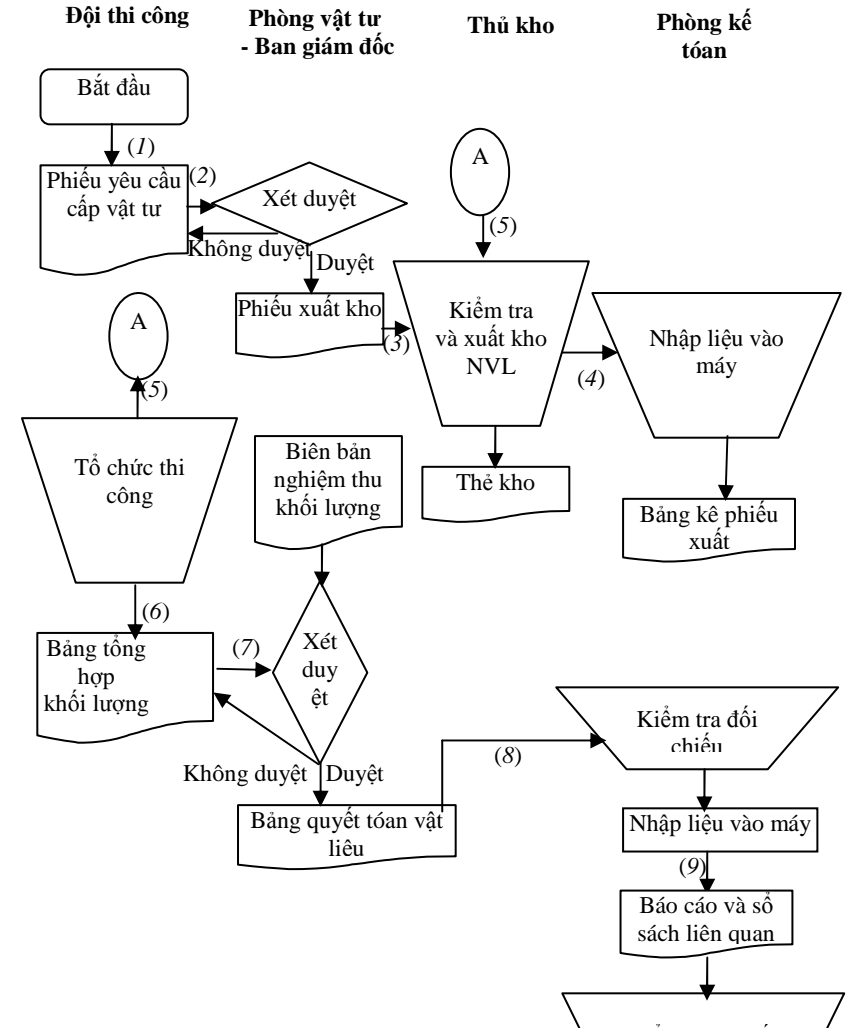 Đội thi công
Phòng vật tư
- Ban giám đốc
Thủ kho
Phòng kế
tóan
Bắt đầu
(1)
Phiếu yêu cầu
cấp vật tư
(2)
Xét duyệt
Không duyệt
Duyệt
A
(5)
Phiếu xuất kho
(3)
Kiểm tra
và xuất kho
NVL
(4)
Nhập liệu vào
máy
A
(5)
Tổ chức thi
công
Biên bản
nghiệm thu
khối lượng
Thẻ kho
Bảng kê phiếu
xuất
(6)
Bảng tổng
hợp
khối lượng
(7)
Xét
duy
ệt
Không duyệt
Duyệt
(8)
Kiểm tra đối
chiếu
Bảng quyết tóan vật
liêu
Nhập liệu vào máy
(9)
Báo cáo và sổ
sách liên quan